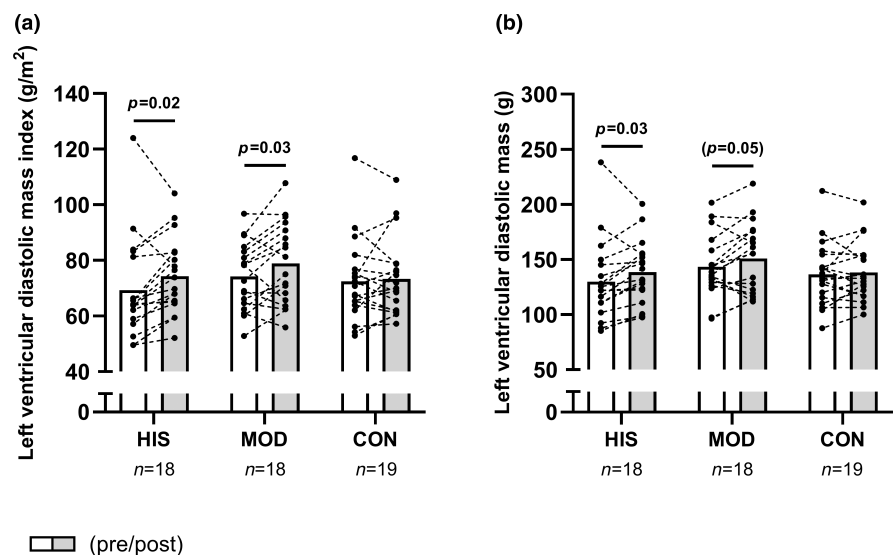 (a)
Left ventricular diastolic mass index (g/m²)
140
120
100
80
60
40
0
p=0.02
p=0.03
HIS
MOD
CON
n=18
n=18
n=19
(b)
Left ventricular diastolic mass (g)
300
250
200
150
100
50
0
p=0.03
(p=0.05)
HIS
MOD
CON
n=18
n=18
n=19
(pre/post)